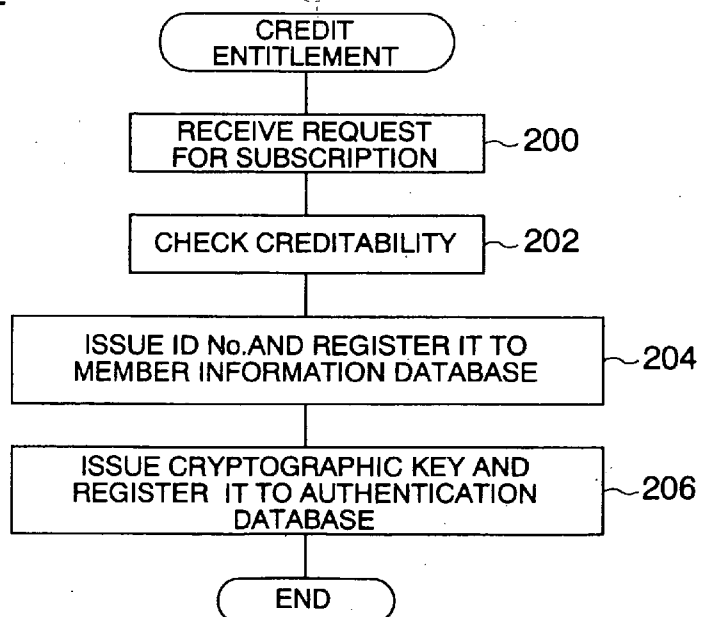 CREDIT
ENTITLEMENT
RECEIVE REQUEST
FOR SUBSCRIPTION
200
CHECK CREDITABILITY
202
ISSUE ID No.AND REGISTER IT TO
MEMBER INFORMATION DATABASE
204
ISSUE CRYPTOGRAPHIC KEY AND
REGISTER IT TO AUTHENTICATION
DATABASE
206
END